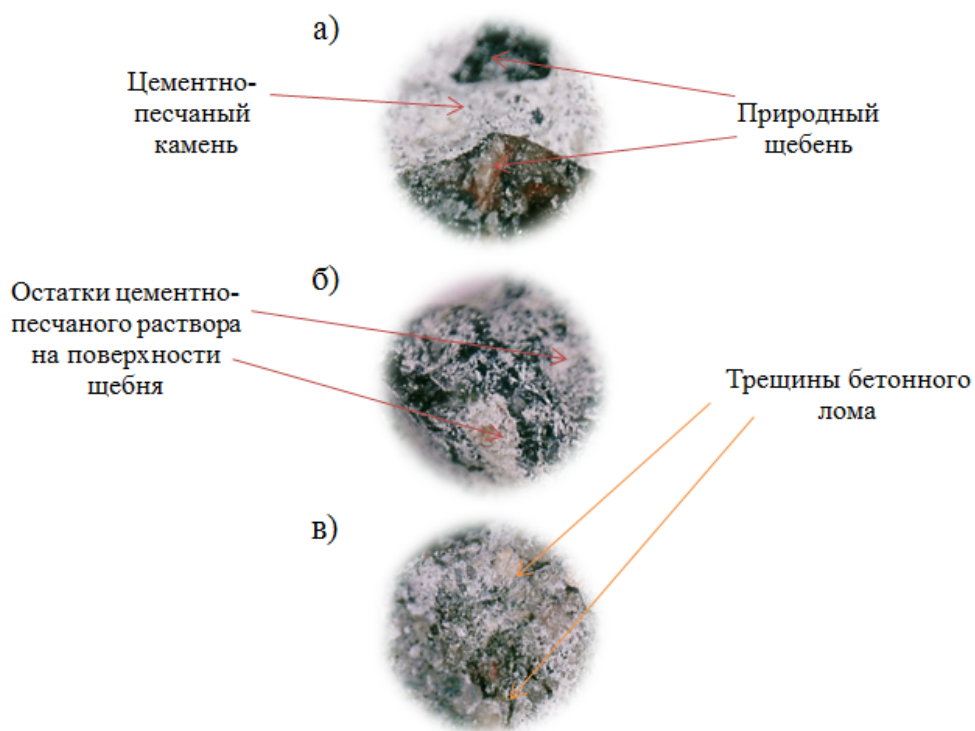 а)
Цементно-
песчаный
камень
Природный
щебень
б)
Остатки цементно-
песчаного раствора
на поверхности
щебня
Трещины бетонного
лома
в)